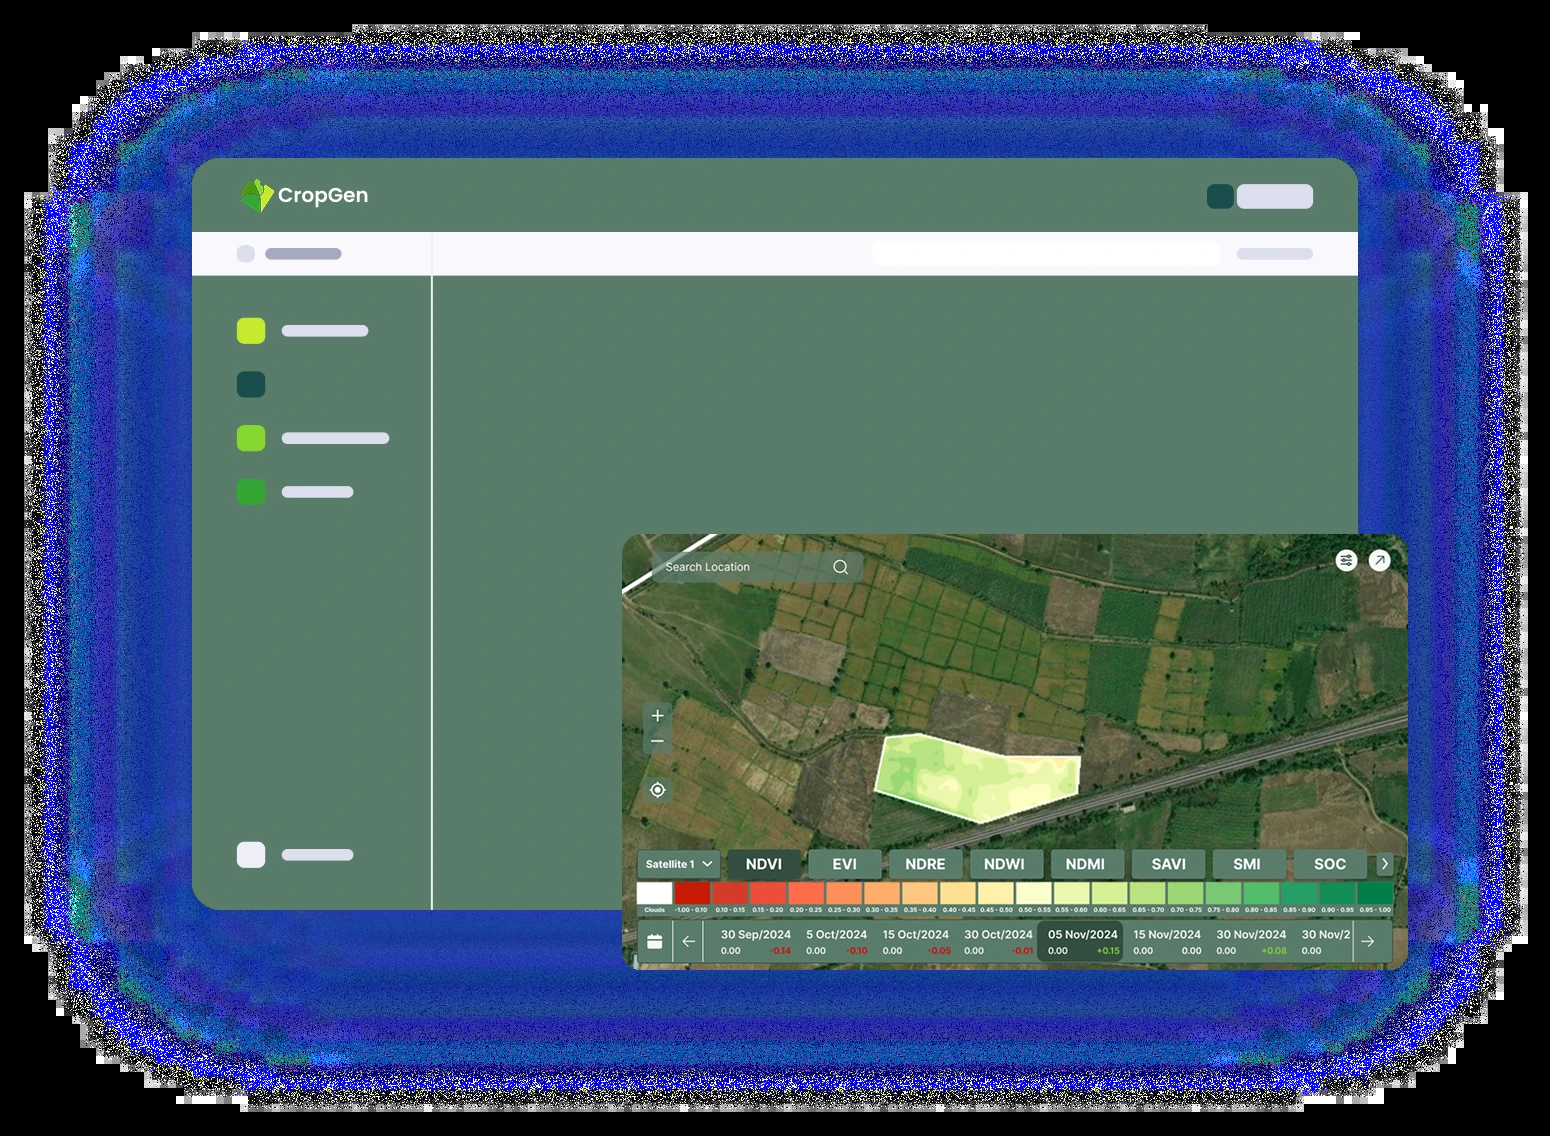 CropGen
Search Location
Satellite 1 NDVI EVI NDRE NDWI NDMI SAVI SMI SOC
Clouds -1.00 - 0.10 0.10 - 0.15 0.15 - 0.20 0.20 - 0.25 0.25 - 0.30 0.30 - 0.35 0.35 - 0.40 0.40 - 0.45 0.45 - 0.50 0.50 - 0.55 0.55 - 0.60 0.60 - 0.65 0.65 - 0.70 0.70 - 0.75 0.75 - 0.80 0.80 - 0.85 0.85 - 0.90 0.90 - 0.95 0.95 - 1.00
30 Sep/2024 5 Oct/2024 15 Oct/2024 30 Oct/2024 05 Nov/2024 15 Nov/2024 30 Nov/2024 30 Nov/2
0.00 -0.14 0.00 -0.10 0.00 -0.05 0.00 -0.01 0.00 +0.15 0.00 0.00 0.00 +0.08 0.00